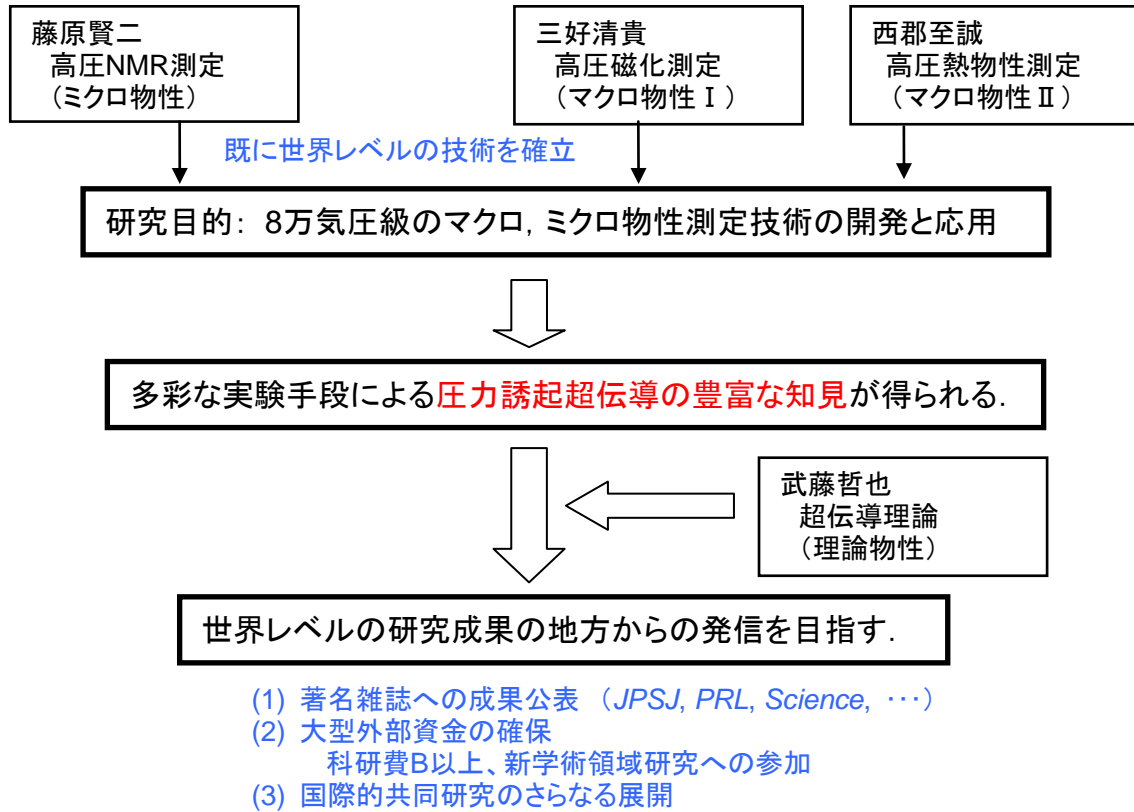 藤原賢二
高圧NMR測定
(ミクロ物性)
三好清貴
高圧磁化測定
(マクロ物性Ⅰ)
西郡至誠
高圧熱物性測定
(マクロ物性Ⅱ)
既に世界レベルの技術を確立
研究目的: 8万気圧級のマクロ, ミクロ物性測定技術の開発と応用
多彩な実験手段による圧力誘起超伝導の豊富な知見が得られる.
武藤哲也
超伝導理論
(理論物性)
世界レベルの研究成果の地方からの発信を目指す.
(1) 著名雑誌への成果公表 (JPSJ, PRL, Science, ···)
(2) 大型外部資金の確保
科研費B以上、新学術領域研究への参加
(3) 国際的共同研究のさらなる展開